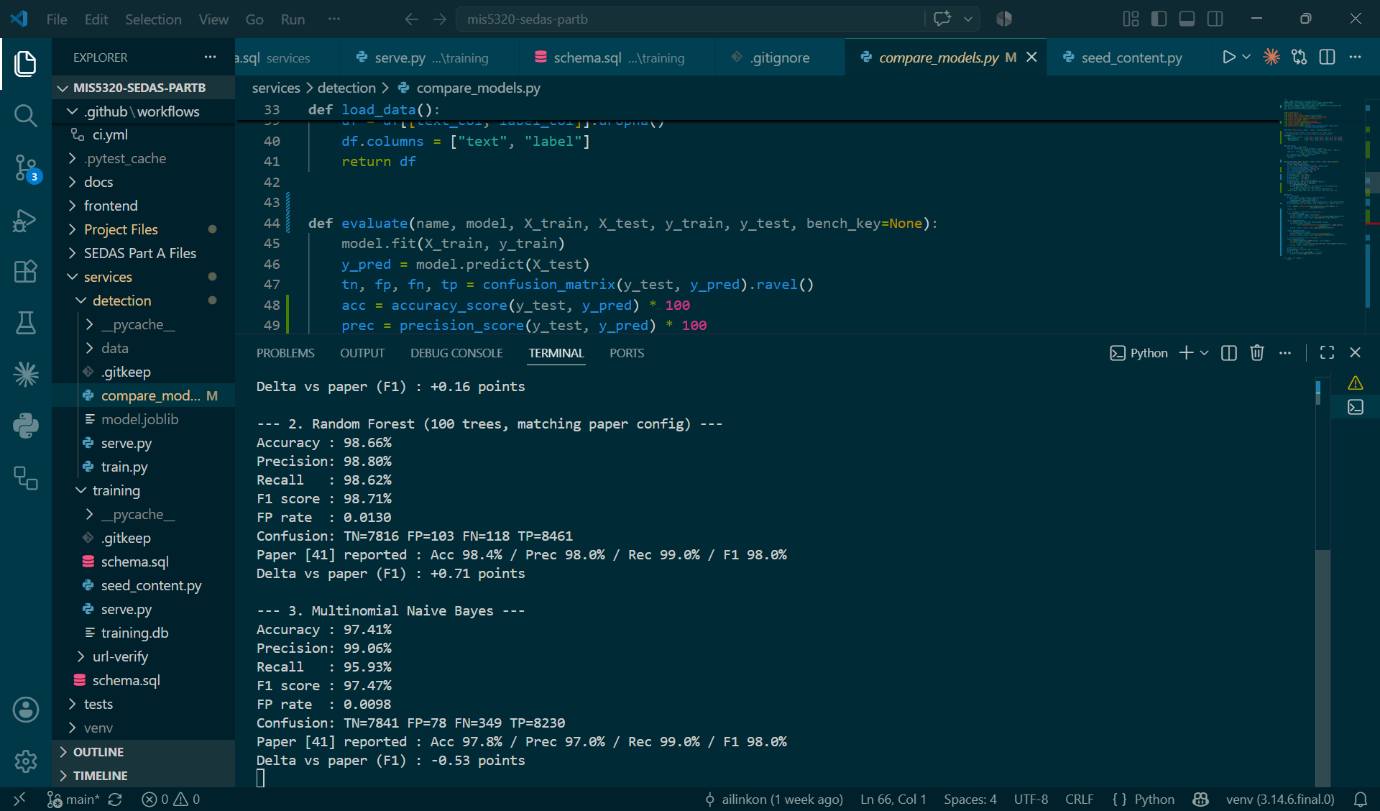 File Edit Selection View Go Run ··· mis5320-sedas-partb
EXPLORER ···
MIS5320-SEDAS-PARTB
.github\workflows
ci.yml
.pytest_cache
docs
frontend
Project Files
SEDAS Part A Files
services
detection
__pycache__
data
.gitkeep
compare_mod... M
model.joblib
serve.py
train.py
training
__pycache__
.gitkeep
schema.sql
seed_content.py
serve.py
training.db
url-verify
schema.sql
tests
venv
OUTLINE
TIMELINE
3
a.sql services serve.py ...\training schema.sql ...\training .gitignore compare_models.py M seed_content.py ···
services > detection > compare_models.py
33 def load_data():
39 df = df[[text_col, label_col]].dropna()
40 df.columns = ["text", "label"]
41 return df
42
43
44 def evaluate(name, model, X_train, X_test, y_train, y_test, bench_key=None):
45 model.fit(X_train, y_train)
46 y_pred = model.predict(X_test)
47 tn, fp, fn, tp = confusion_matrix(y_test, y_pred).ravel()
48 acc = accuracy_score(y_test, y_pred) * 100
49 prec = precision_score(y_test, y_pred) * 100
PROBLEMS OUTPUT DEBUG CONSOLE TERMINAL PORTS Python ···
Delta vs paper (F1) : +0.16 points
--- 2. Random Forest (100 trees, matching paper config) ---
Accuracy : 98.66%
Precision: 98.80%
Recall   : 98.62%
F1 score : 98.71%
FP rate  : 0.0130
Confusion: TN=7816 FP=103 FN=118 TP=8461
Paper [41] reported : Acc 98.4% / Prec 98.0% / Rec 99.0% / F1 98.0%
Delta vs paper (F1) : +0.71 points
--- 3. Multinomial Naive Bayes ---
Accuracy : 97.41%
Precision: 99.06%
Recall   : 95.93%
F1 score : 97.47%
FP rate  : 0.0098
Confusion: TN=7841 FP=78 FN=349 TP=8230
Paper [41] reported : Acc 97.8% / Prec 97.0% / Rec 99.0% / F1 98.0%
Delta vs paper (F1) : -0.53 points
main* 0 0 ailinkon (1 week ago) Ln 66, Col 1 Spaces: 4 UTF-8 CRLF { } Python venv (3.14.6.final.0)